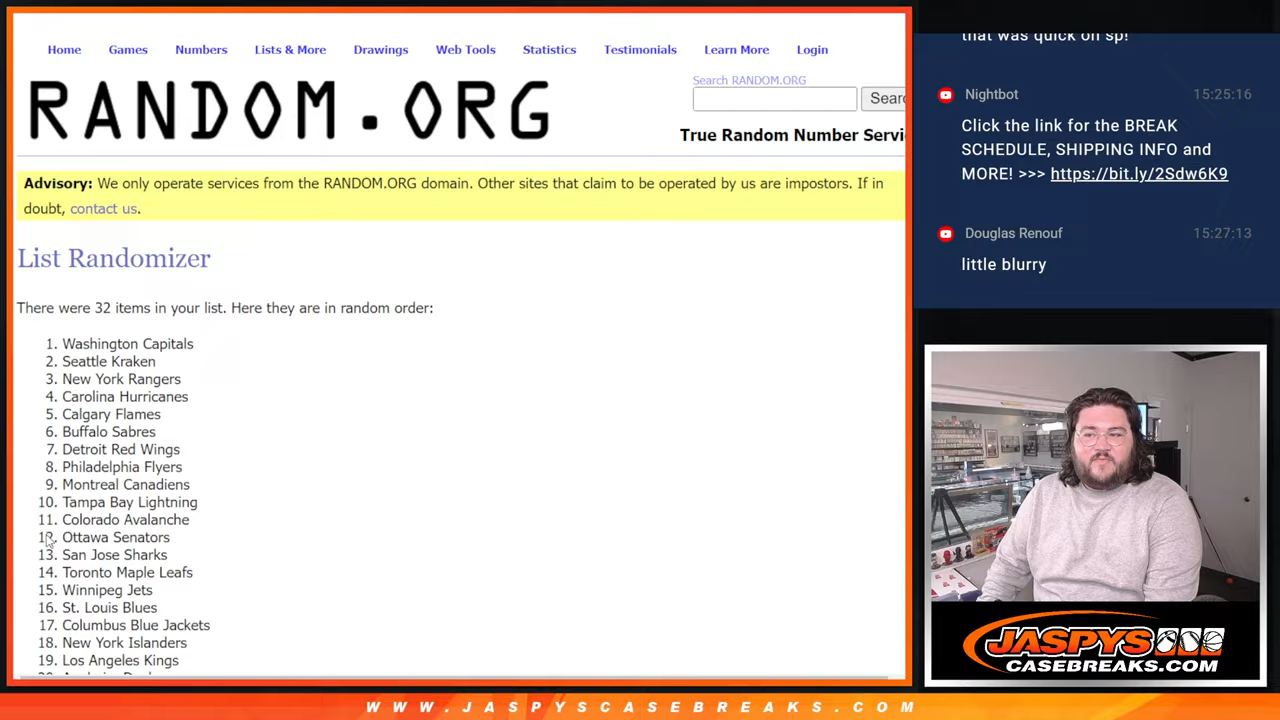 Home Games Numbers Lists & More Drawings Web Tools Statistics Testimonials Learn More Login
RANDOM.ORG
Search RANDOM.ORG
Sear
True Random Number Servi
Advisory: We only operate services from the RANDOM.ORG domain. Other sites that claim to be operated by us are impostors. If in
doubt, contact us.
List Randomizer
There were 32 items in your list. Here they are in random order:
1. Washington Capitals
2. Seattle Kraken
3. New York Rangers
4. Carolina Hurricanes
5. Calgary Flames
6. Buffalo Sabres
7. Detroit Red Wings
8. Philadelphia Flyers
9. Montreal Canadiens
10. Tampa Bay Lightning
11. Colorado Avalanche
12. Ottawa Senators
13. San Jose Sharks
14. Toronto Maple Leafs
15. Winnipeg Jets
16. St. Louis Blues
17. Columbus Blue Jackets
18. New York Islanders
19. Los Angeles Kings
that was quick on sp!
Nightbot 15:25:16
Click the link for the BREAK
SCHEDULE, SHIPPING INFO and
MORE! >>> https://bit.ly/2Sdw6K9
Douglas Renouf 15:27:13
little blurry
JASPYS
CASEBREAKS.COM
WWW.JASPYSCASEBREAKS.COM